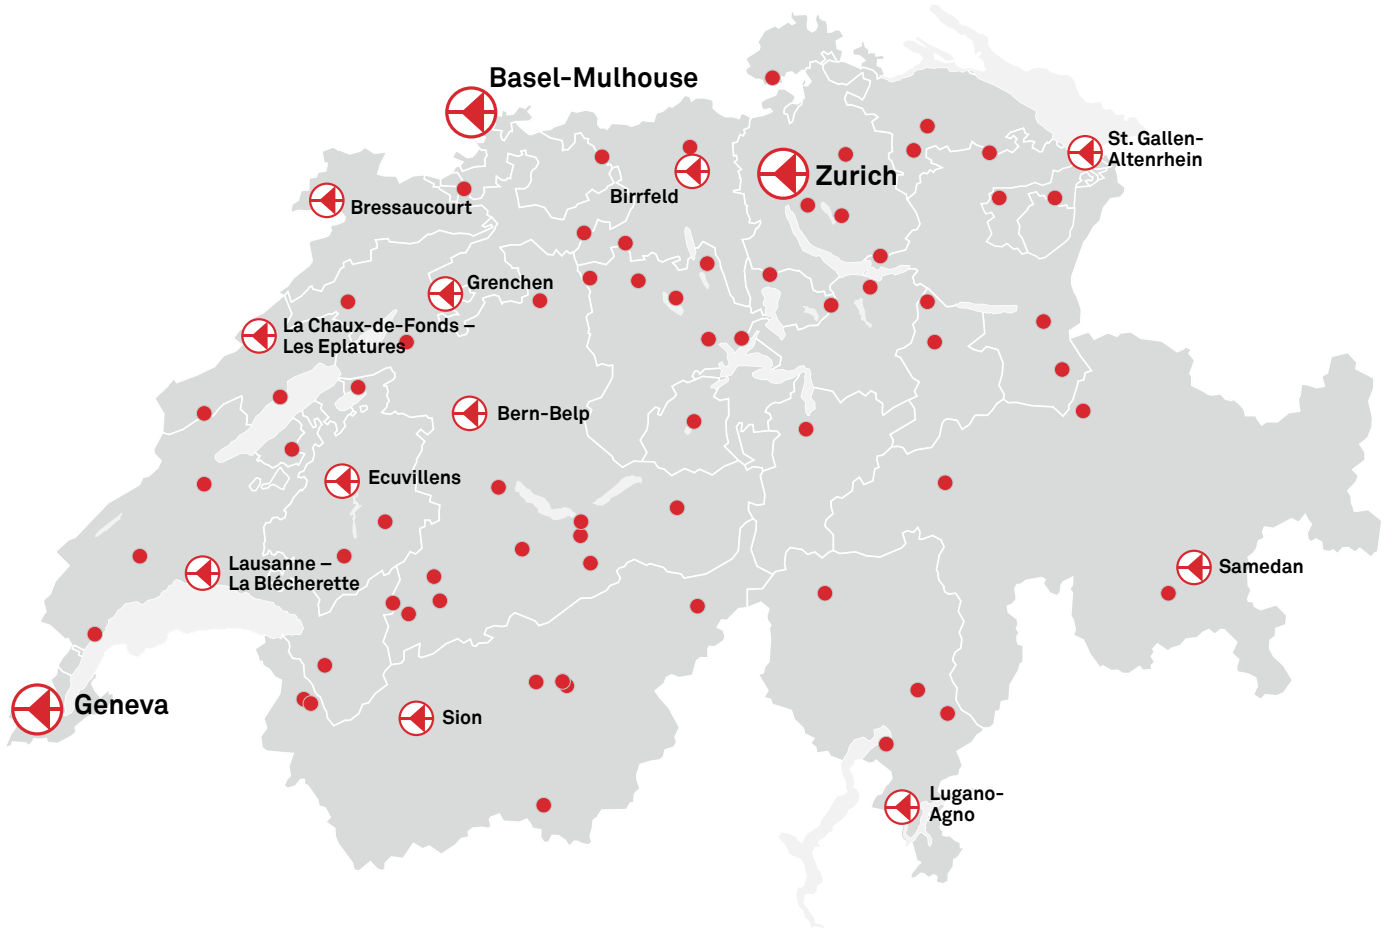 Basel-Mulhouse
St. Gallen-
Altenrhein
Zurich
Birrfeld
Bressaucourt
Grenchen
La Chaux-de-Fonds –
Les Eplatures
Bern-Belp
Ecuvillens
Lausanne –
La Blécherette
Samedan
Geneva
Sion
Lugano-
Agno